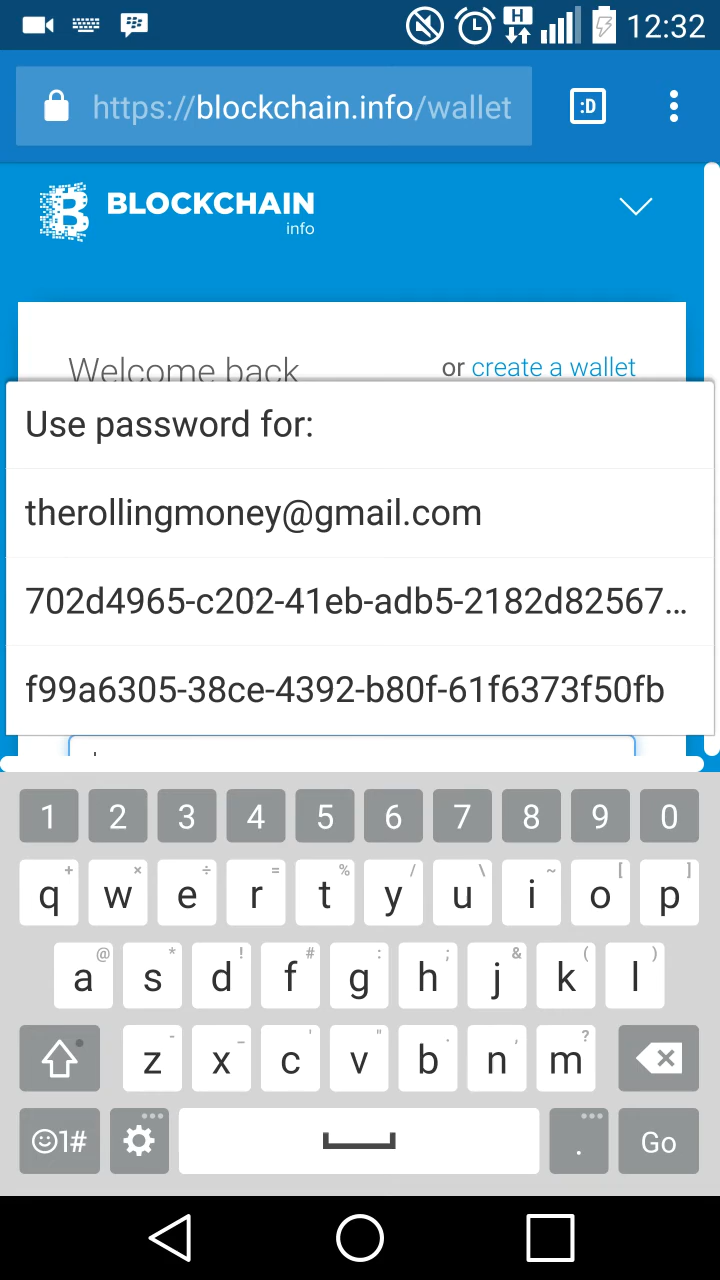 H 12:32
https://blockchain.info/wallet :D
BLOCKCHAIN
info
Welcome back or create a wallet
Use password for:
therollingmoney@gmail.com
702d4965-c202-41eb-adb5-2182d82567...
f99a6305-38ce-4392-b80f-61f6373f50fb
1 2 3 4 5 6 7 8 9 0
+ × ÷ = % / \ ~ [ ]
q w e r t y u i o p
@ * ! # : ; & ( )
a s d f g h j k l
- _ ' " . , ?
z x c v b n m
1# . Go